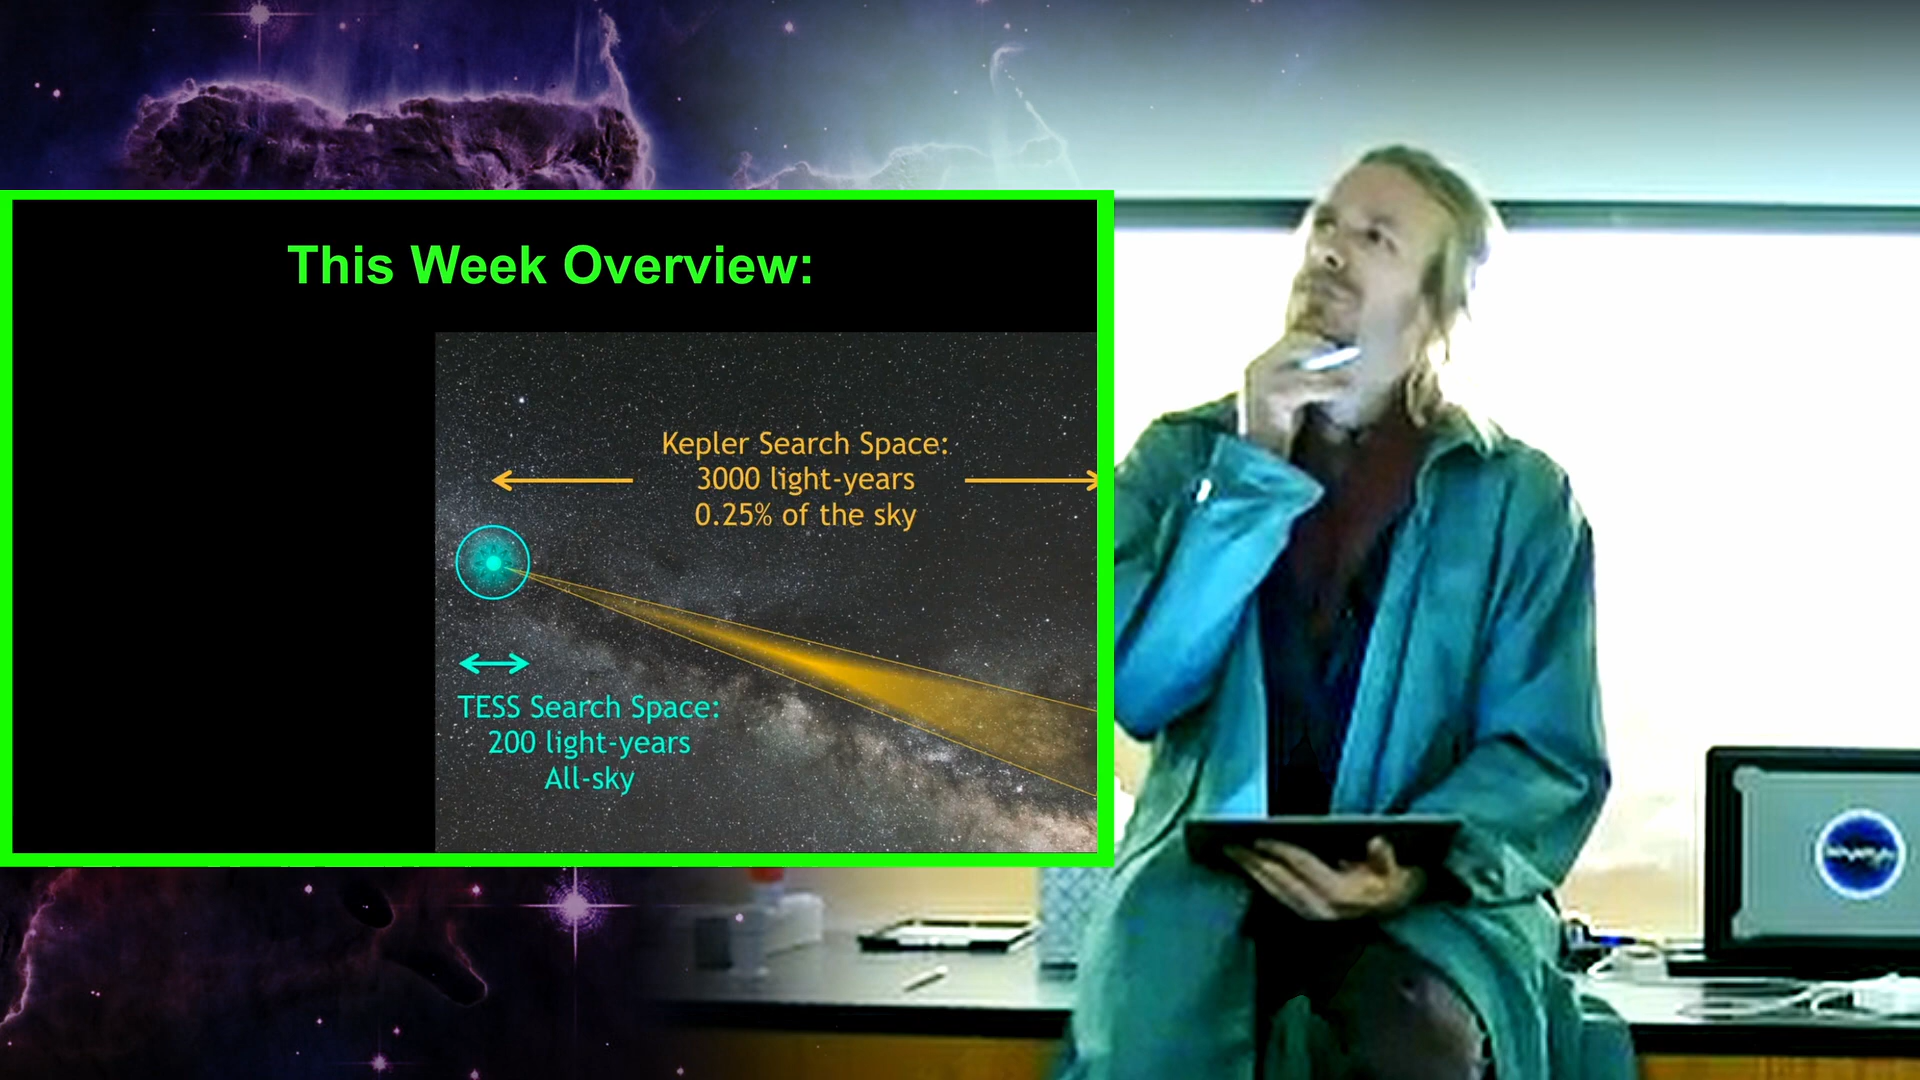 This Week Overview:
Kepler Search Space:
3000 light-years
0.25% of the sky
TESS Search Space:
200 light-years
All-sky